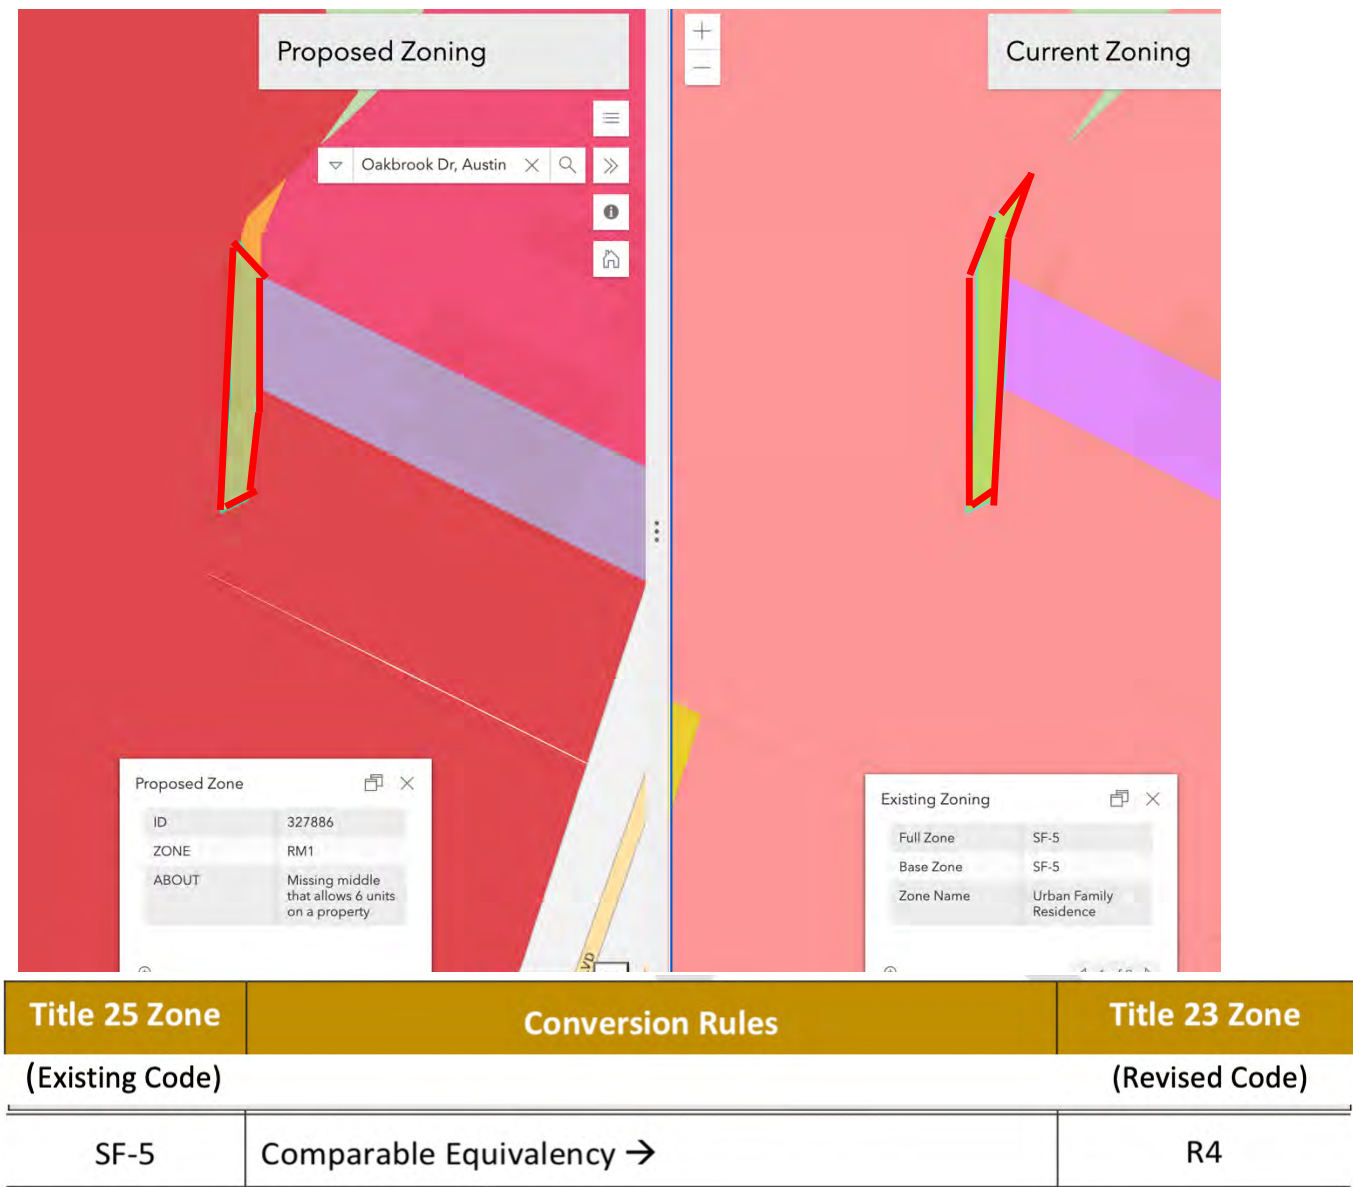 Proposed Zoning
Current Zoning
Oakbrook Dr, Austin
Proposed Zone
ID 327886
ZONE RM1
ABOUT Missing middle
that allows 6 units
on a property
Existing Zoning
Full Zone SF-5
Base Zone SF-5
Zone Name Urban Family
Residence
Title 25 Zone Conversion Rules Title 23 Zone
(Existing Code) (Revised Code)
SF-5 Comparable Equivalency → R4